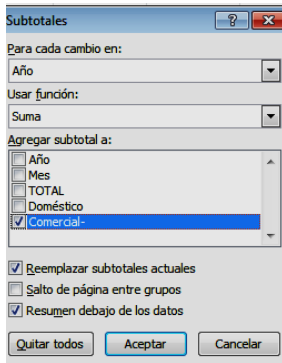 Subtotales
Para cada cambio en:
Año
Usar función:
Suma
Agregar subtotal a:
Año
Mes
TOTAL
Doméstico
Comercial-
Reemplazar subtotales actuales
Salto de página entre grupos
Resumen debajo de los datos
Quitar todos Aceptar Cancelar